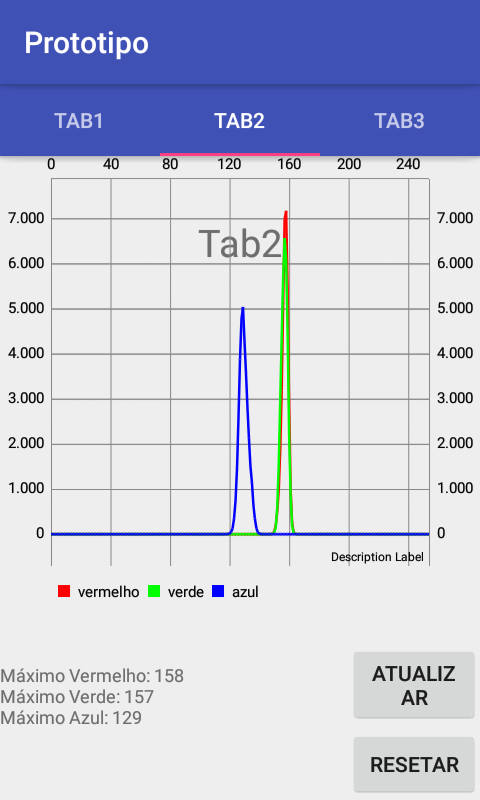 Prototipo
TAB1 TAB2 TAB3
0 40 80 120 160 200 240
7.000 7.000
Tab2
6.000 6.000
5.000 5.000
4.000 4.000
3.000 3.000
2.000 2.000
1.000 1.000
0 0
Description Label
vermelho verde azul
Máximo Vermelho: 158
Máximo Verde: 157
Máximo Azul: 129
ATUALIZ
AR
RESETAR